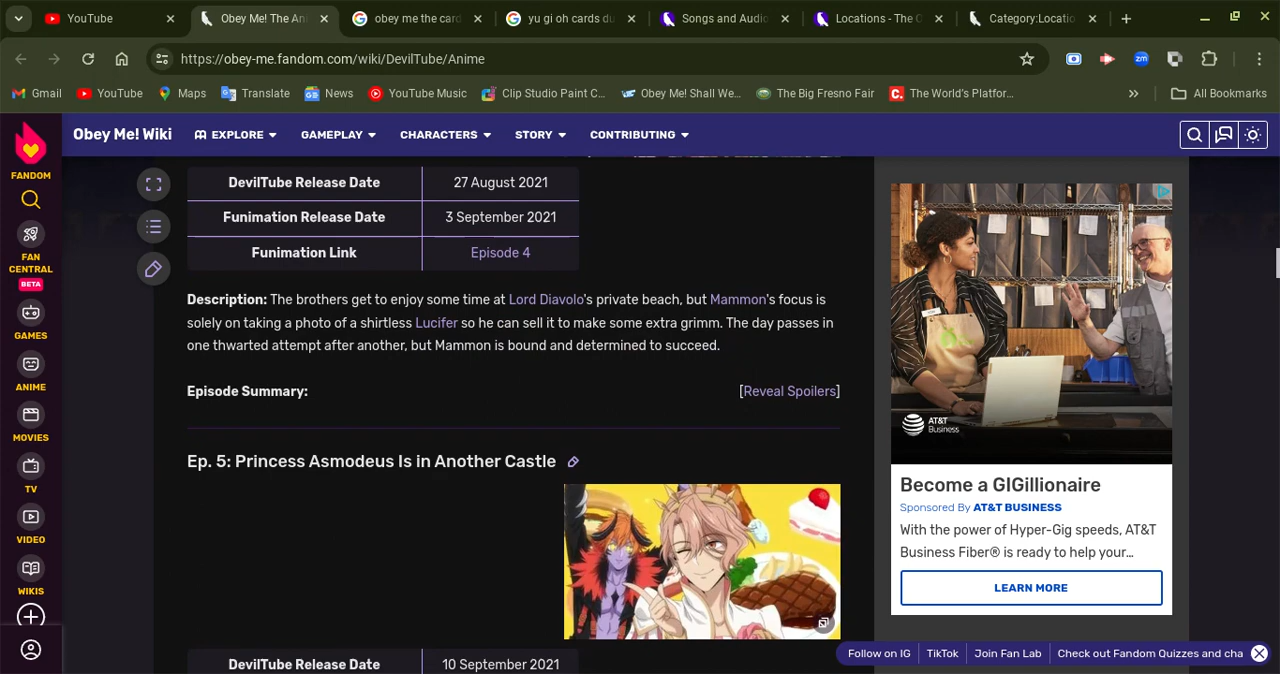 YouTube
Obey Me! The Ani
obey me the card
yu gi oh cards du
Songs and Audio
Locations - The O
Category:Locatio
https://obey-me.fandom.com/wiki/DevilTube/Anime
Gmail
YouTube
Maps
Translate
News
YouTube Music
Clip Studio Paint C...
Obey Me! Shall We...
The Big Fresno Fair
The World's Platfor...
All Bookmarks
Obey Me! Wiki
EXPLORE
GAMEPLAY
CHARACTERS
STORY
CONTRIBUTING
FANDOM
FAN
CENTRAL
BETA
GAMES
ANIME
MOVIES
TV
VIDEO
WIKIS
DevilTube Release Date 27 August 2021
Funimation Release Date 3 September 2021
Funimation Link Episode 4
Description: The brothers get to enjoy some time at Lord Diavolo's private beach, but Mammon's focus is
solely on taking a photo of a shirtless Lucifer so he can sell it to make some extra grimm. The day passes in
one thwarted attempt after another, but Mammon is bound and determined to succeed.
Episode Summary: [Reveal Spoilers]
Ep. 5: Princess Asmodeus Is in Another Castle
DevilTube Release Date 10 September 2021
AT&T
Business
Become a GIGillionaire
Sponsored By AT&T BUSINESS
With the power of Hyper-Gig speeds, AT&T
Business Fiber® is ready to help your...
LEARN MORE
Follow on IG
TikTok
Join Fan Lab
Check out Fandom Quizzes and cha